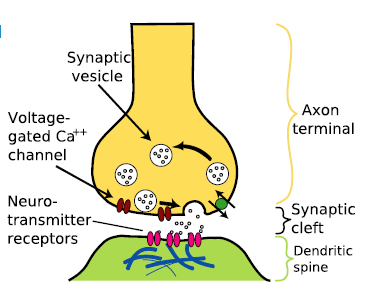 Synaptic
vesicle
Voltage-
gated Ca++
channel
Axon
terminal
Neuro-
transmitter
receptors
Synaptic
cleft
Dendritic
spine